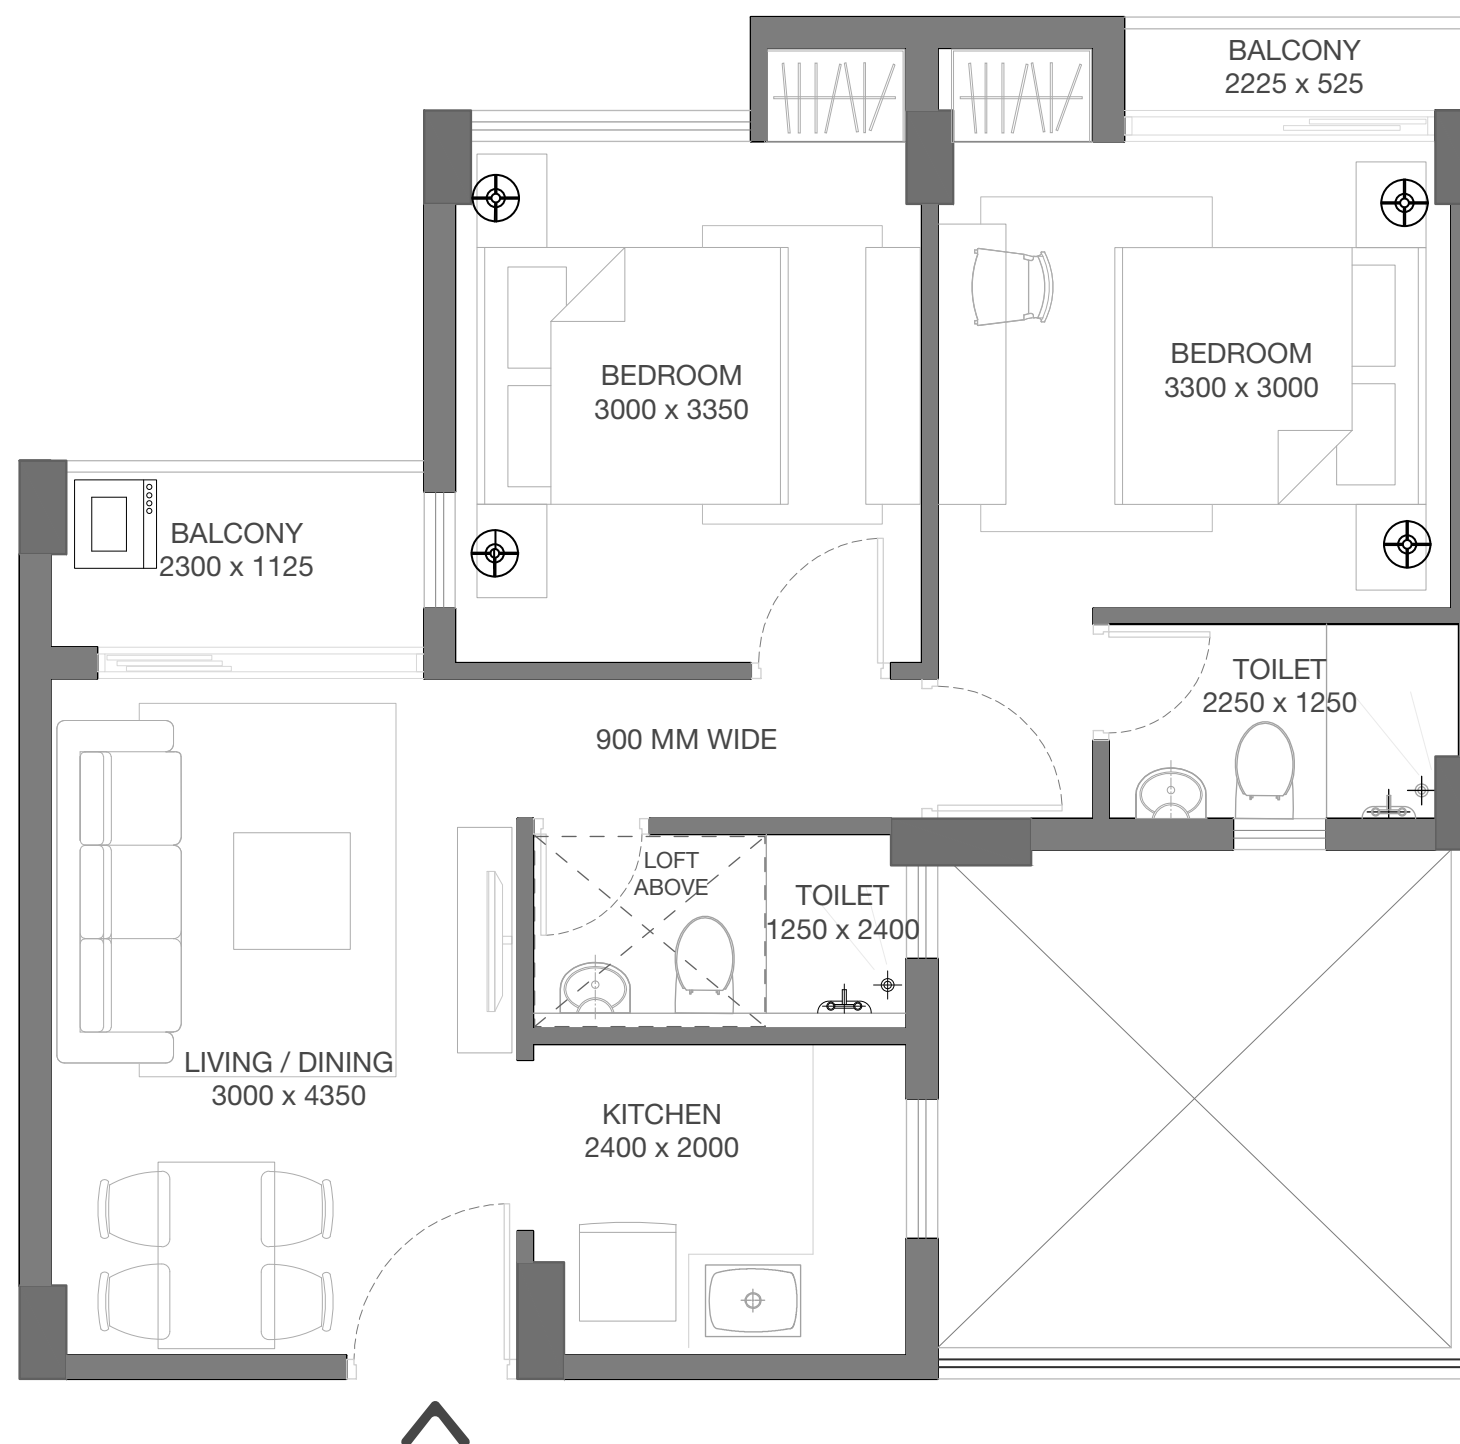 BALCONY
2225 x 525
BEDROOM
3000 x 3350
BEDROOM
3300 x 3000
BALCONY
2300 x 1125
TOILET
2250 x 1250
900 MM WIDE
LOFT
ABOVE
TOILET
1250 x 2400
LIVING / DINING
3000 x 4350
KITCHEN
2400 x 2000